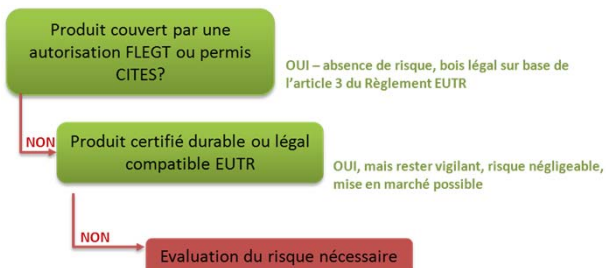 Produit couvert par une
autorisation FLEGT ou permis
CITES?
OUI – absence de risque, bois légal sur base de
l'article 3 du Règlement EUTR
NON
Produit certifié durable ou légal
compatible EUTR
OUI, mais rester vigilant, risque négligeable,
mise en marché possible
NON
Evaluation du risque nécessaire